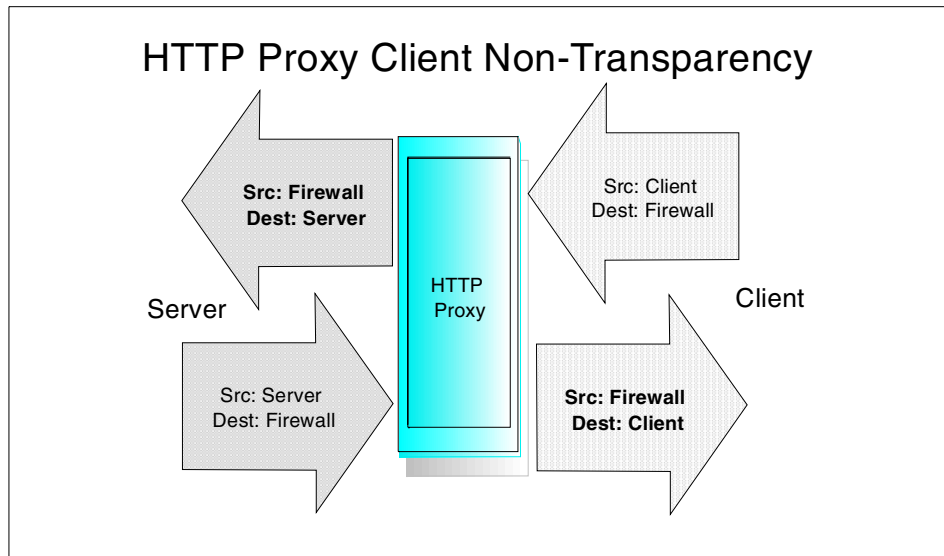 HTTP Proxy Client Non-Transparency
Src: Firewall
Dest: Server
Src: Client
Dest: Firewall
HTTP
Proxy
Server
Client
Src: Server
Dest: Firewall
Src: Firewall
Dest: Client